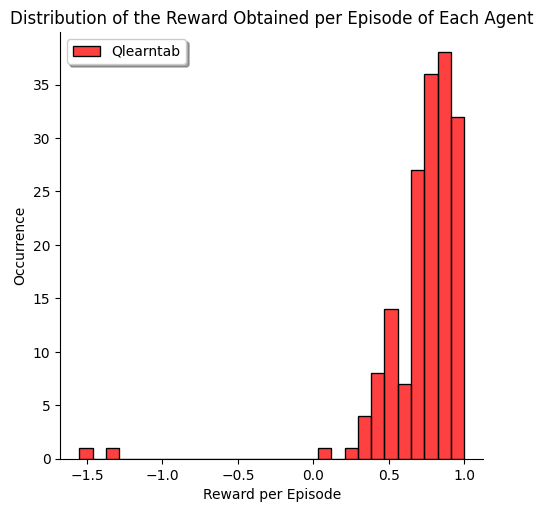 Distribution of the Reward Obtained per Episode of Each Agent
Qlearntab
35
30
25
20
15
10
5
0
Occurrence
−1.5 −1.0 −0.5 0.0 0.5 1.0
Reward per Episode